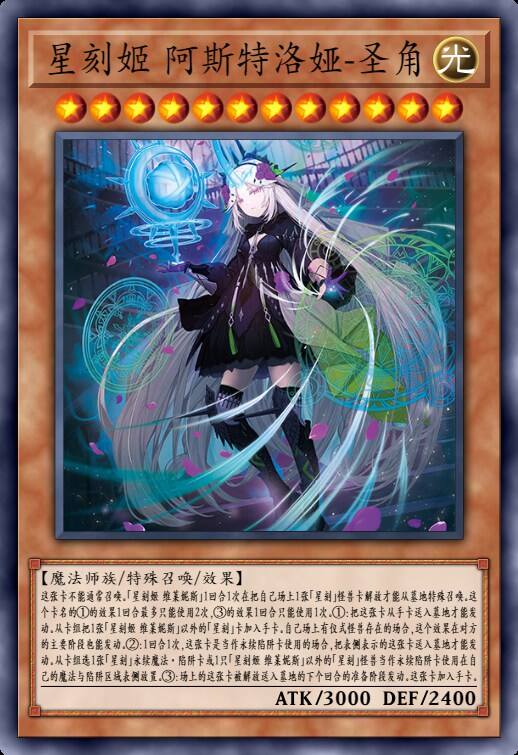 星刻姬 阿斯特洛娅-圣角
光
【魔法师族/特殊召唤/效果】
这张卡不能通常召唤。「星刻姬 维莱妮斯」1回合1次在把自己场上1张「星刻」怪兽卡解放才能从墓地特殊召唤。这
个卡名的①的效果1回合最多只能使用2次,③的效果1回合只能使用1次。①:把这张卡从手卡送入墓地才能发
动。从卡组把1张「星刻姬 维莱妮斯」以外的「星刻」卡加入手卡。自己场上有仪式怪兽存在的场合,这个效果在对方
的主要阶段也能发动。②:1回合1次,这张卡是当作永续陷阱卡使用的场合,把表侧表示的这张卡送入墓地才能发
动。从卡组选1张「星刻」永续魔法·陷阱卡或1只「星刻姬 维莱妮斯」以外的「星刻」怪兽当作永续陷阱卡使用在自
己的魔法与陷阱区域表侧放置。③:场上的这张卡被解放送入墓地的下个回合的准备阶段发动。这张卡加入手卡。
ATK/3000 DEF/2400